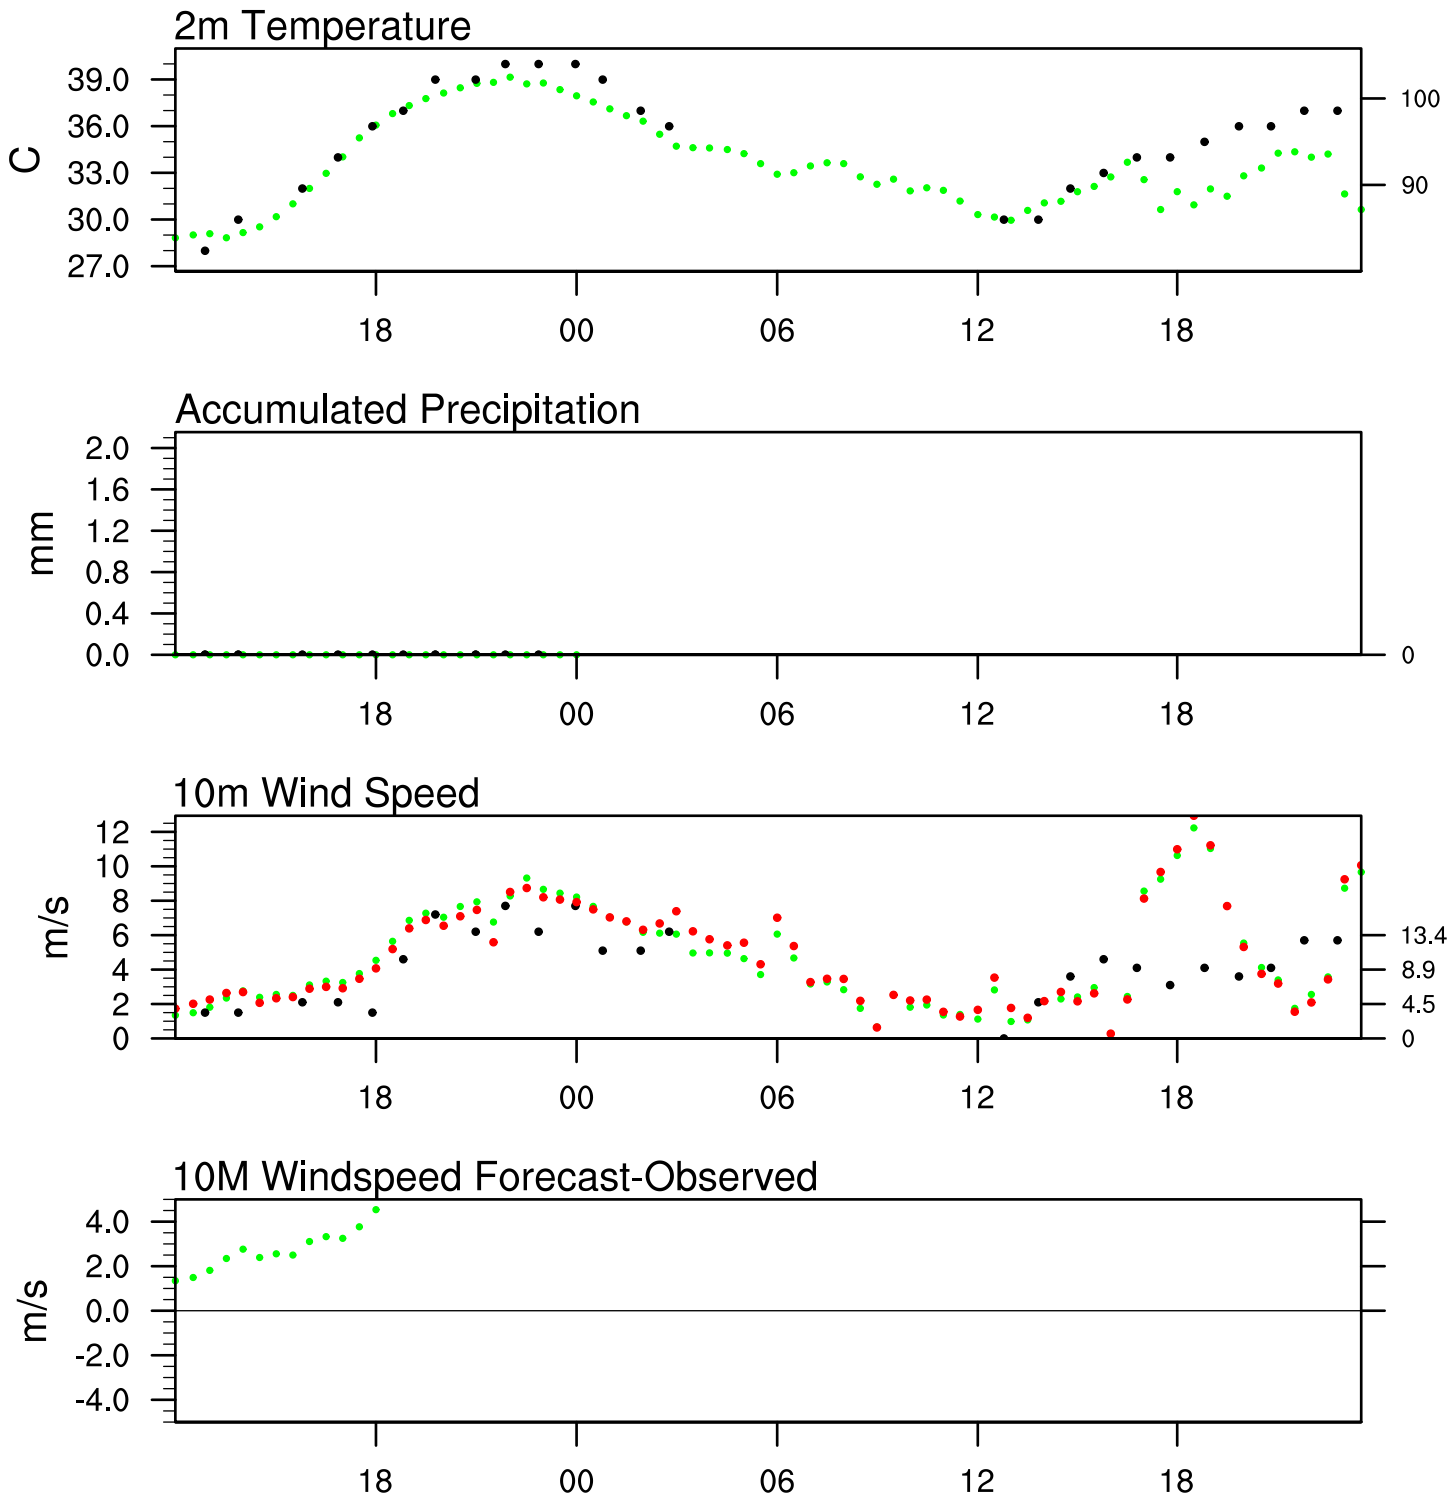 2m Temperature
39.0
36.0
33.0
30.0
27.0
C
100
90
18 00 06 12 18
Accumulated Precipitation
2.0
1.6
1.2
0.8
0.4
0.0
mm
0
18 00 06 12 18
10m Wind Speed
12
10
8
6
4
2
0
m/s
13.4
8.9
4.5
0
18 00 06 12 18
10M Windspeed Forecast-Observed
4.0
2.0
0.0
-2.0
-4.0
m/s
18 00 06 12 18